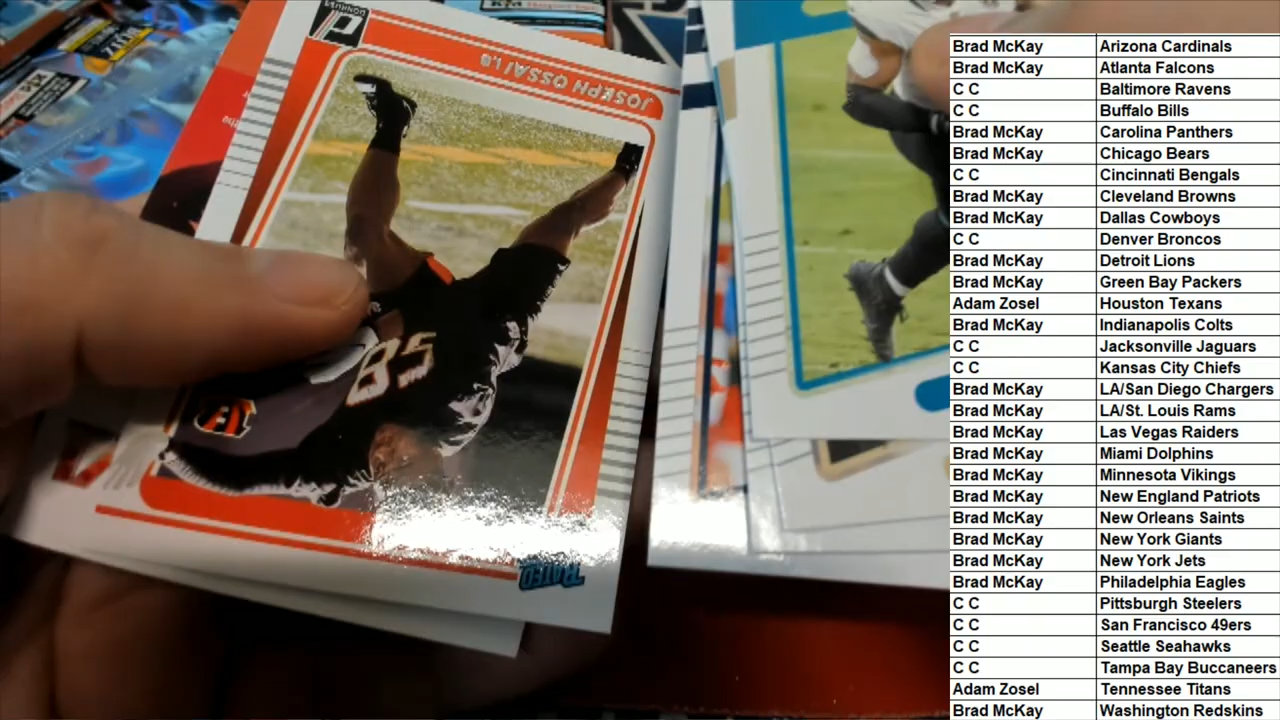 DONRUSS
JOSEPH OSSAI LB
85
RATED
Brad McKay Arizona Cardinals
Brad McKay Atlanta Falcons
C C Baltimore Ravens
C C Buffalo Bills
Brad McKay Carolina Panthers
Brad McKay Chicago Bears
C C Cincinnati Bengals
Brad McKay Cleveland Browns
Brad McKay Dallas Cowboys
C C Denver Broncos
Brad McKay Detroit Lions
Brad McKay Green Bay Packers
Adam Zosel Houston Texans
Brad McKay Indianapolis Colts
C C Jacksonville Jaguars
C C Kansas City Chiefs
Brad McKay LA/San Diego Chargers
Brad McKay LA/St. Louis Rams
Brad McKay Las Vegas Raiders
Brad McKay Miami Dolphins
Brad McKay Minnesota Vikings
Brad McKay New England Patriots
Brad McKay New Orleans Saints
Brad McKay New York Giants
Brad McKay New York Jets
Brad McKay Philadelphia Eagles
C C Pittsburgh Steelers
C C San Francisco 49ers
C C Seattle Seahawks
C C Tampa Bay Buccaneers
Adam Zosel Tennessee Titans
Brad McKay Washington Redskins